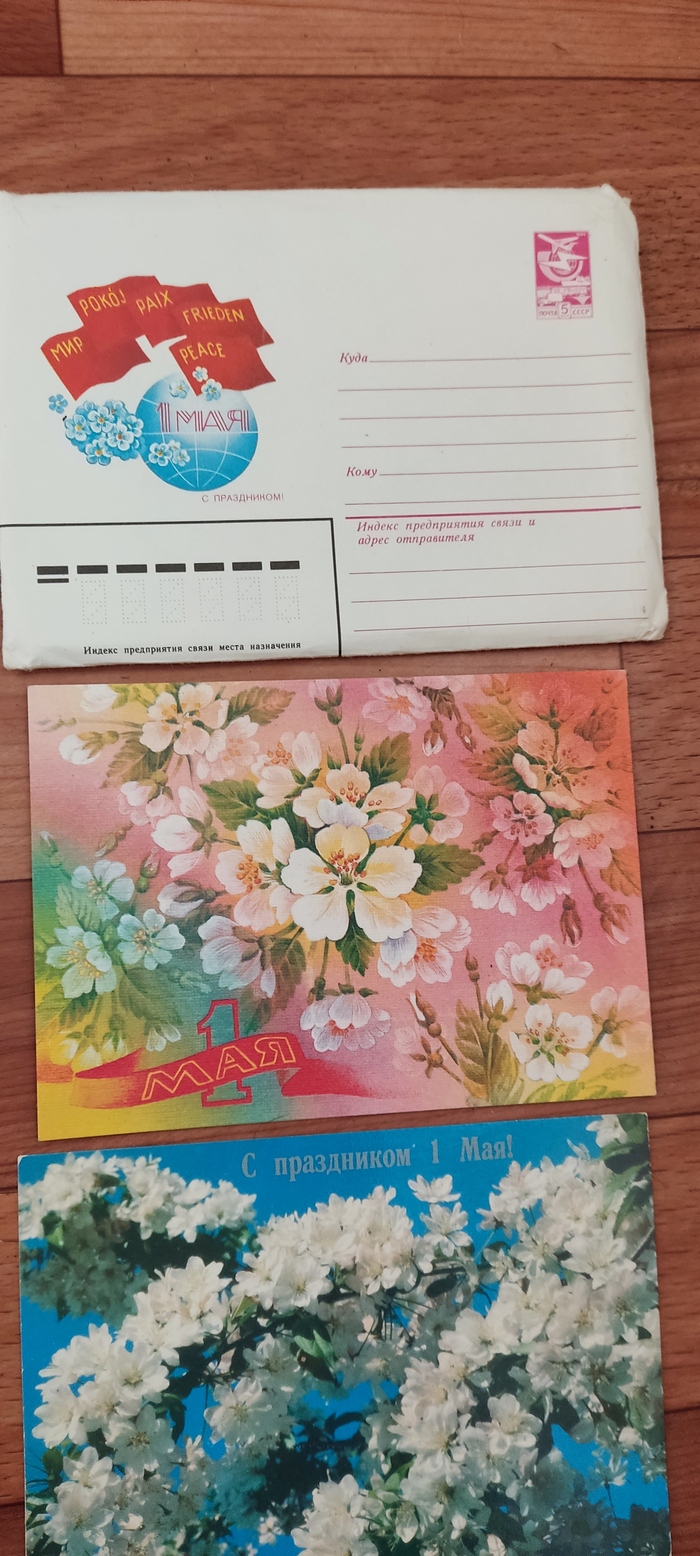 POKÓJ
PAIX
FRIEDEN
МИР
PEACE
1 МАЯ
С ПРАЗДНИКОМ!
ПОЧТА 5 СССР
Куда
Кому
Индекс предприятия связи и
адрес отправителя
Индекс предприятия связи места назначения
1
МАЯ
С праздником 1 Мая!